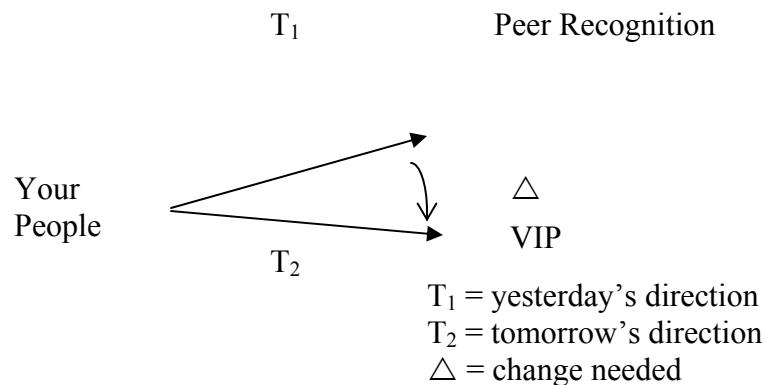 T₁ Peer Recognition
Your
People
△
VIP
T₂
T₁ = yesterday’s direction
T₂ = tomorrow’s direction
△ = change needed